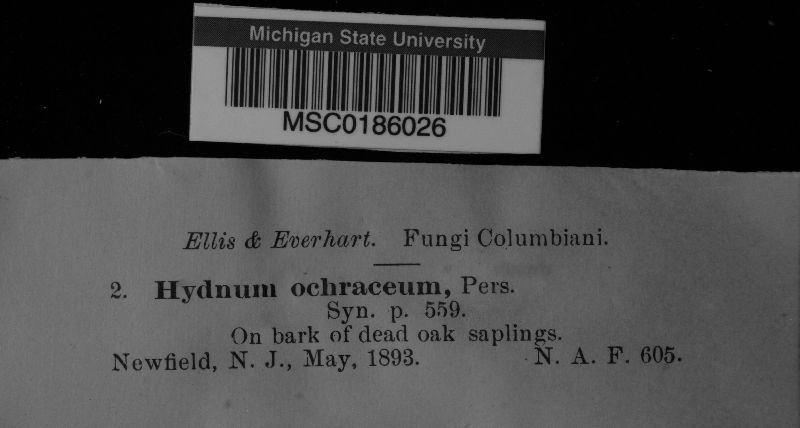 Michigan State University
MSC0186026
Ellis & Everhart. Fungi Columbiani.
2. Hydnum ochraceum, Pers.
Syn. p. 559.
On bark of dead oak saplings.
Newfield, N. J., May, 1893. N. A. F. 605.